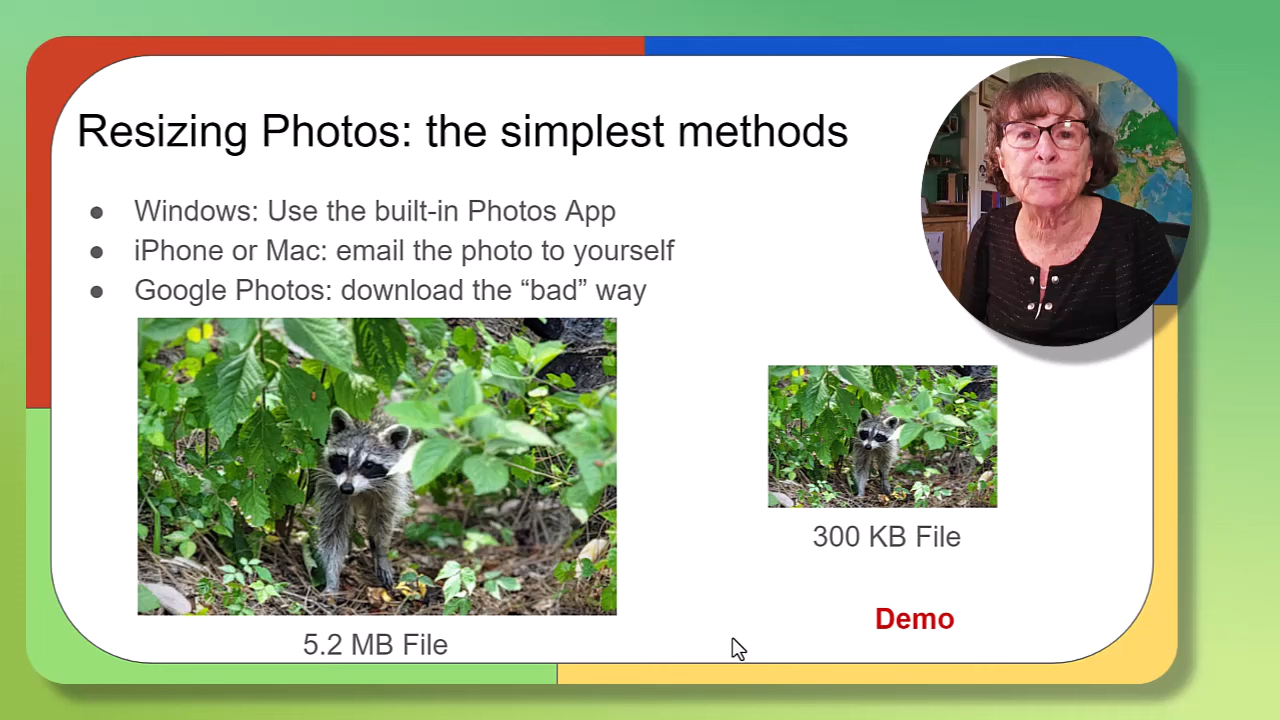 Resizing Photos: the simplest methods
● Windows: Use the built-in Photos App
● iPhone or Mac: email the photo to yourself
● Google Photos: download the “bad” way
300 KB File
Demo
5.2 MB File